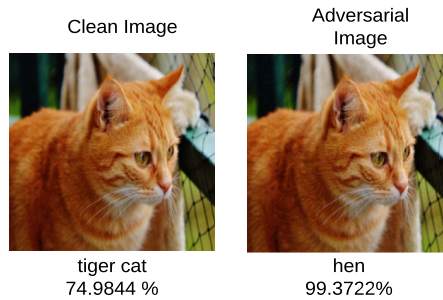 Clean Image
Adversarial
Image
tiger cat
74.9844 %
hen
99.3722%